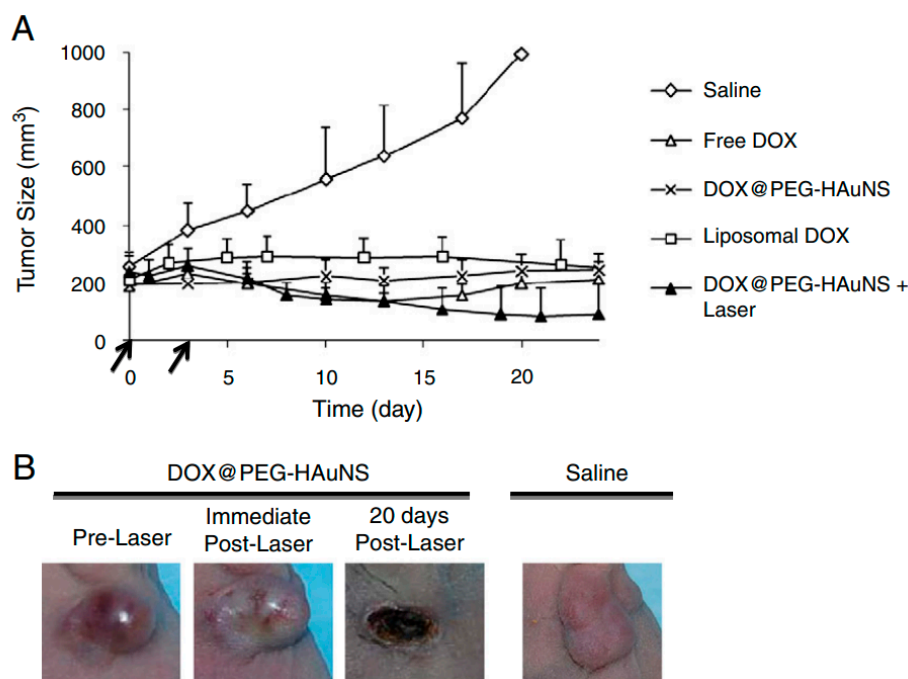 A
Tumor Size (mm³)
1000
800
600
400
200
0
0 5 10 15 20
Time (day)
Saline
Free DOX
DOX@PEG-HAuNS
Liposomal DOX
DOX@PEG-HAuNS +
Laser
B
DOX@PEG-HAuNS
Saline
Pre-Laser
Immediate
Post-Laser
20 days
Post-Laser